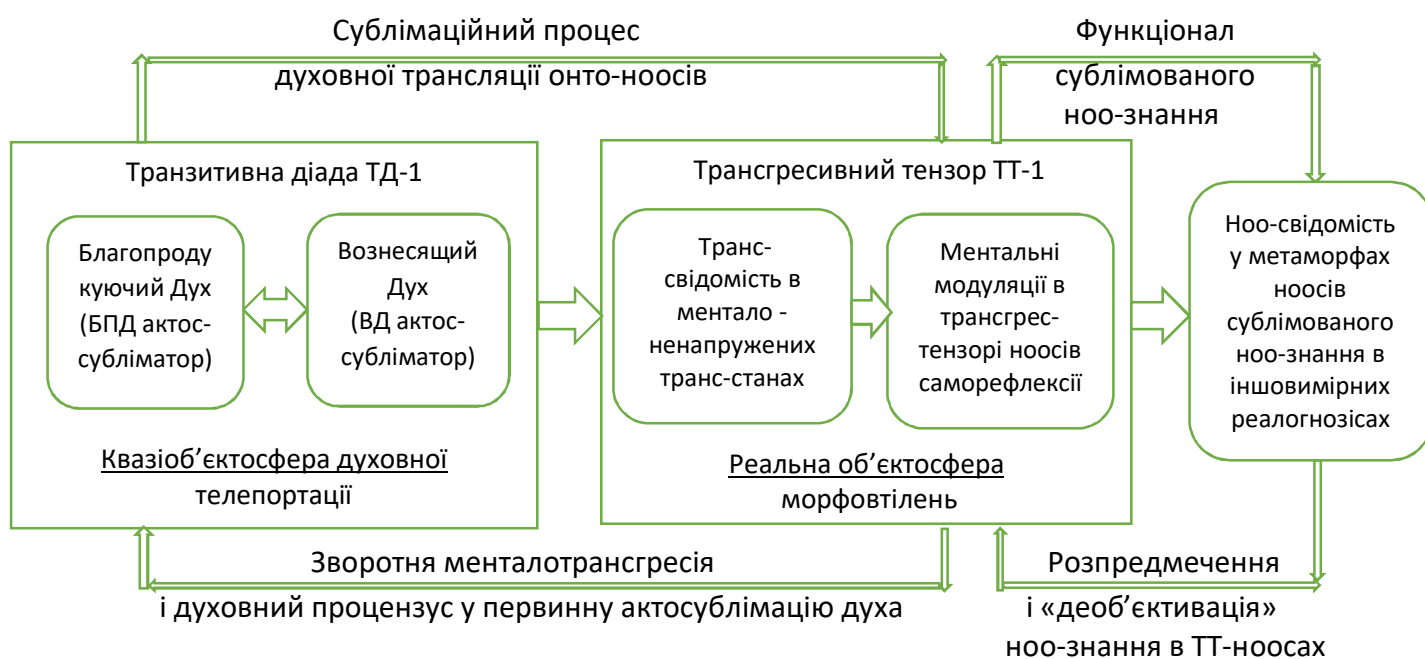 Сублімаційний процес
духовної трансляції онто-ноосів
Функціонал
сублімованого
ноо-знання
Транзитивна діада ТД-1
Благопроду
куючий Дух
(БПД актос-
субліматор)
Вознесящий
Дух
(ВД актос-
субліматор)
Квазіоб’єктосфера духовної
телепортації
Трансгресивний тензор ТТ-1
Транс-
свідомість в
ментало -
ненапружених
транс-станах
Ментальні
модуляції в
трансгрес-
тензорі ноосів
саморефлексії
Реальна об’єктосфера
морфовтілень
Ноо-свідомість
у метаморфах
ноосів
сублімованого
ноо-знання в
іншовимірних
реалогнозісах
Зворотня менталотрансгресія
і духовний процензус у первинну актосублімацію духа
Розпредмечення
і «деоб’єктивація»
ноо-знання в ТТ-ноосах